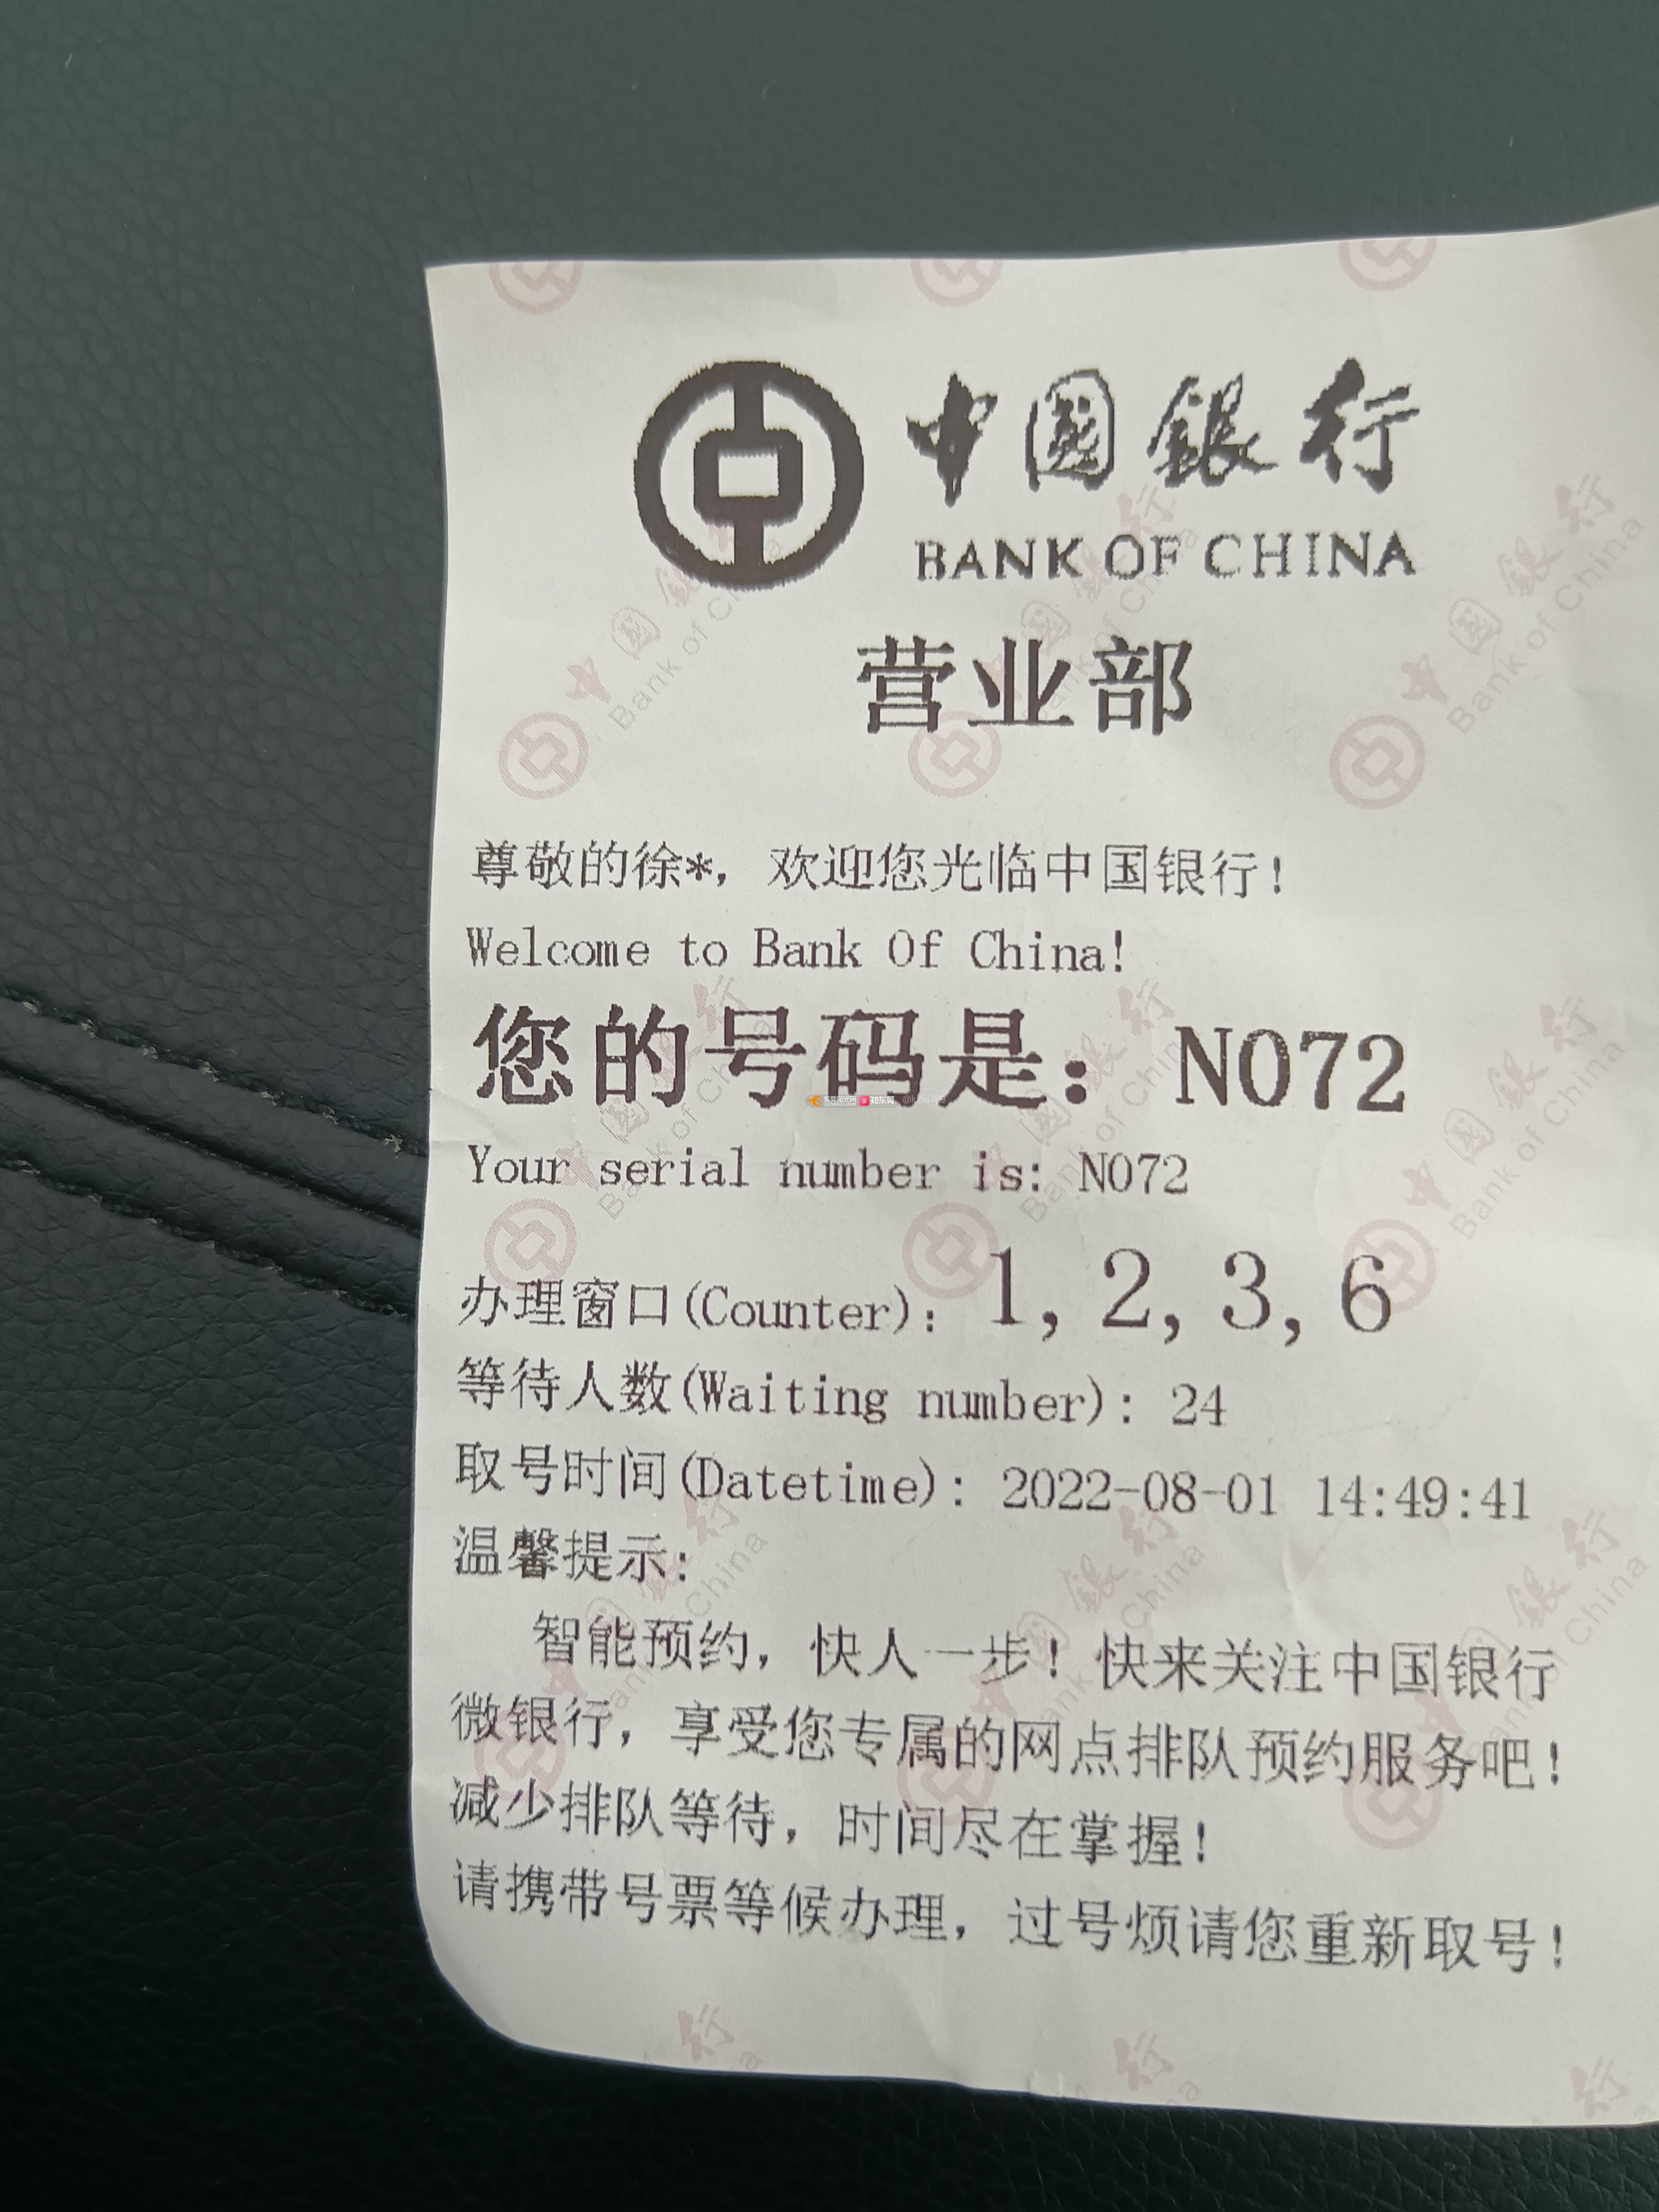 中国银行
BANK OF CHINA
营业部
尊敬的徐*，欢迎您光临中国银行！
Welcome to Bank Of China!
您的号码是：N072
Your serial number is: N072
办理窗口(Counter)：1,2,3,6
等待人数(Waiting number)：24
取号时间(Datetime)：2022-08-01 14:49:41
温馨提示：
智能预约，快人一步！快来关注中国银行
微银行，享受您专属的网点排队预约服务吧！
减少排队等待，时间尽在掌握！
请携带号票等候办理，过号烦请您重新取号！